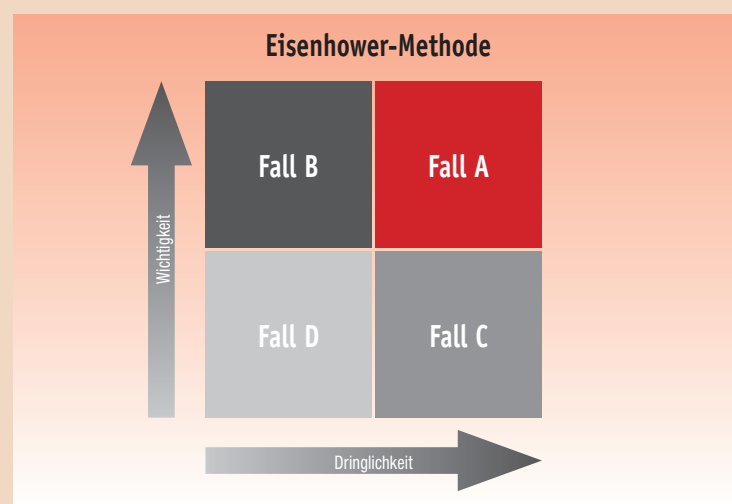 Eisenhower-Methode
Fall B
Fall A
Wichtigkeit
Fall D
Fall C
Dringlichkeit